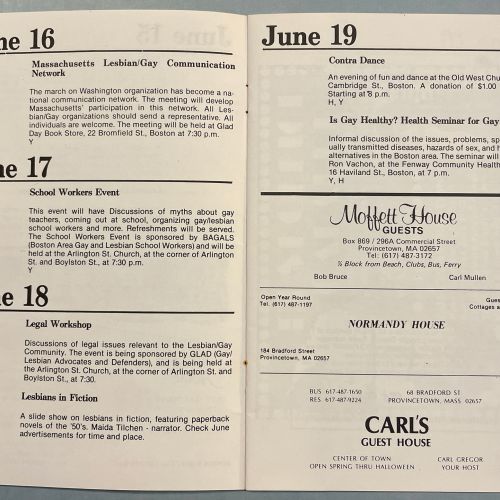 ne 16
Massachusetts Lesbian/Gay Communication
Network
The march on Washington organization has become a na-
tional communication network. The meeting will develop
Massachusetts' participation in this network. All Les-
bian/Gay organizations should send a representative. All
individuals are welcome. The meeting will be held at Glad
Day Book Store, 22 Bromfield St., Boston at 7:30 p.m.
Y
ne 17
School Workers Event
This event will have Discussions of myths about gay
teachers, coming out at school, organizing gay/lesbian
school workers and more. Refreshments will be served.
The School Workers Event is sponsored by BAGALS
(Boston Area Gay and Lesbian School Workers) and will be
held at the Arlington St. Church, at the corner of Arlington
St. and Boylston St., at 7:30 p.m.
Y
e 18
Legal Workshop
Discussions of legal issues relevant to the Lesbian/Gay
Community. The event is being sponsored by GLAD (Gay/
Lesbian Advocates and Defenders), and is being held at
the Arlington St. Church, at the corner of Arlington St. and
Boylston St., at 7:30.
Lesbians in Fiction
A slide show on lesbians in fiction, featuring paperback
novels of the '50's. Maida Tilchen - narrator. Check June
advertisements for time and place.
June 19
Contra Dance
An evening of fun and dance at the Old West Chu
Cambridge St., Boston. A donation of $1.00
Starting at 8 p.m.
H, Y
Is Gay Healthy? Health Seminar for Gay
Informal discussion of the issues, problems, sp
ually transmitted diseases, hazards of sex, and h
alternatives in the Boston area. The seminar will
Ron Vachon, at the Fenway Community Health
16 Haviland St., Boston, at 7 p.m.
Y, H
Moffett House
GUESTS
Box 869 / 296A Commercial Street
Provincetown, MA 02657
Tel: (617) 487-3172
½ Block from Beach, Clubs, Bus, Ferry
Bob Bruce Carl Mullen
Open Year Round Gues
Tel. (617) 487-1197 Cottages
NORMANDY HOUSE
184 Bradford Street
Provincetown, MA 02657
BUS 617-487-1650 68 BRADFORD ST
RES 617-487-9224 PROVINCETOWN, MASS 02657
CARL'S
GUEST HOUSE
CENTER OF TOWN CARL GREGOR
OPEN SPRING THRU HALLOWEEN YOUR HOST